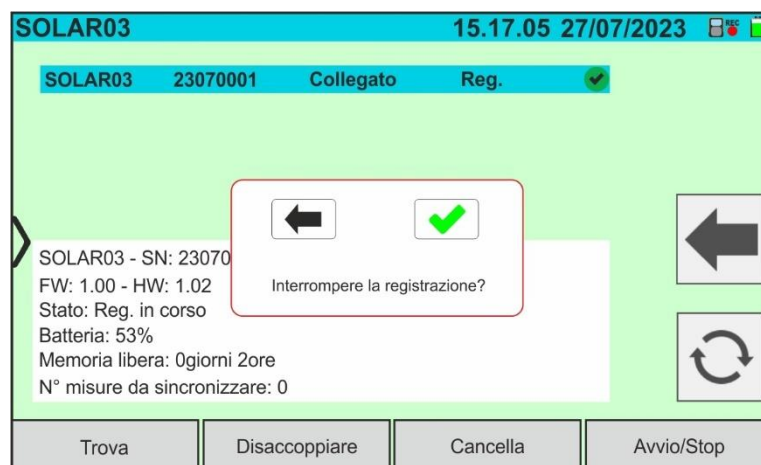 SOLAR03 15.17.05 27/07/2023 REC
SOLAR03 23070001 Collegato Reg.
Interrompere la registrazione?
SOLAR03 - SN: 23070
FW: 1.00 - HW: 1.02
Stato: Reg. in corso
Batteria: 53%
Memoria libera: 0giorni 2ore
N° misure da sincronizzare: 0
Trova Disaccoppiare Cancella Avvio/Stop